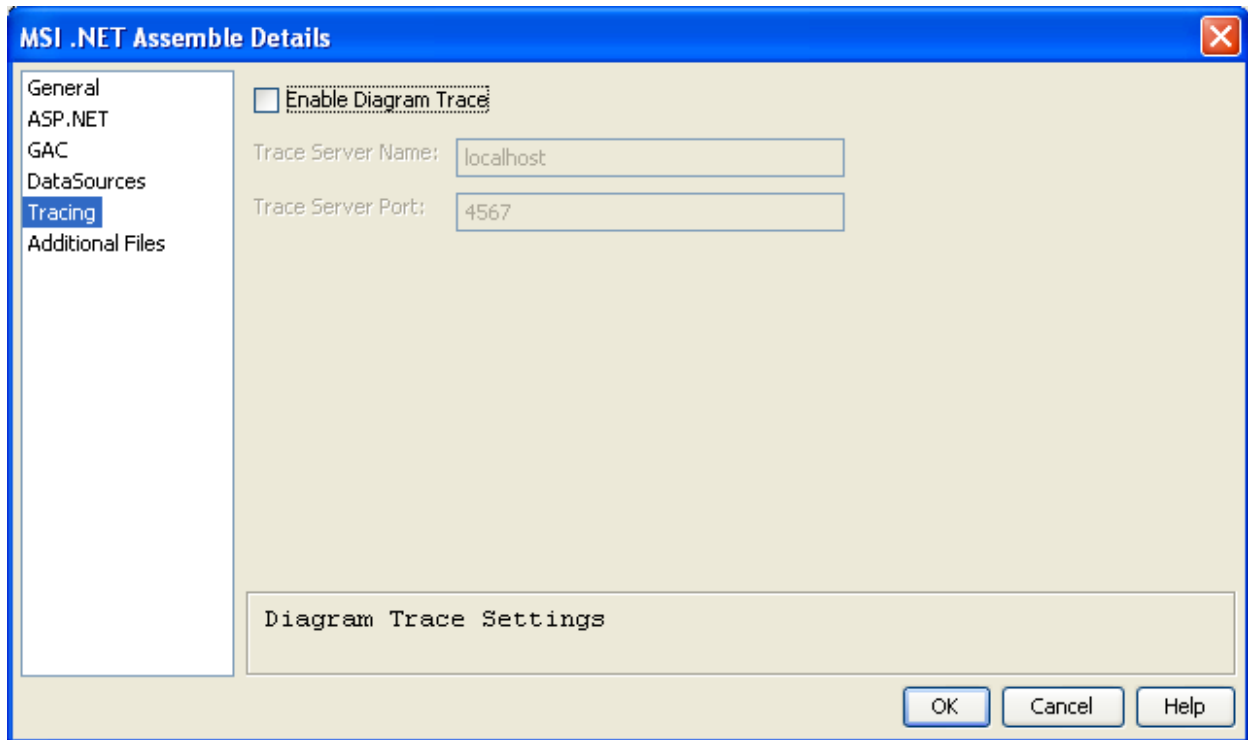 MSI .NET Assemble Details
General
ASP.NET
GAC
DataSources
Tracing
Additional Files
Enable Diagram Trace
Trace Server Name: localhost
Trace Server Port: 4567
Diagram Trace Settings
OK Cancel Help